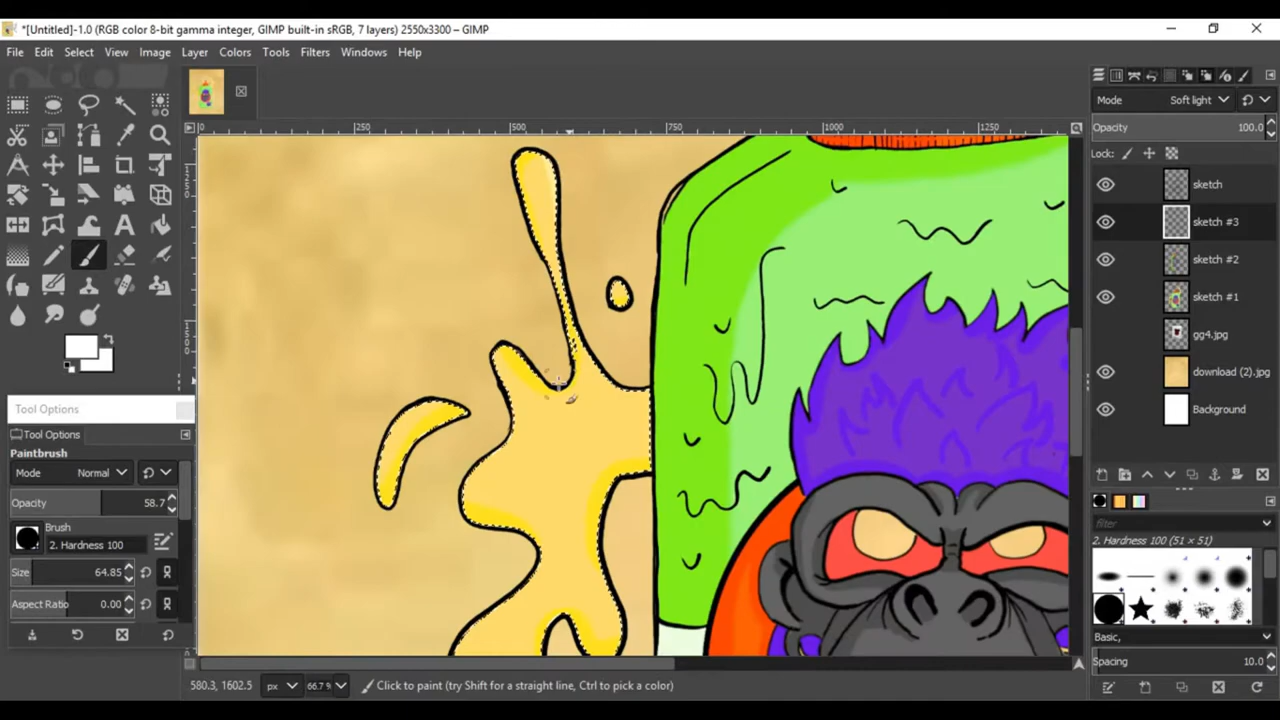 *[Untitled]-1.0 (RGB color 8-bit gamma integer, GIMP built-in sRGB, 7 layers) 2550x3300 – GIMP
File Edit Select View Image Layer Colors Tools Filters Windows Help
Mode Soft light
Opacity 100.0
0 250 500 750 1000 1250
Lock:
sketch
sketch #3
sketch #2
sketch #1
gg4.jpg
download (2).jpg
Background
Tool Options
Tool Options
Paintbrush
Mode Normal
Opacity 58.7
Brush
2. Hardness 100
Size 64.85
Aspect Ratio 0.00
filter
2. Hardness 100 (51 × 51)
Basic,
Spacing 10.0
580.3, 1602.5 px 66.7 % Click to paint (try Shift for a straight line, Ctrl to pick a color)